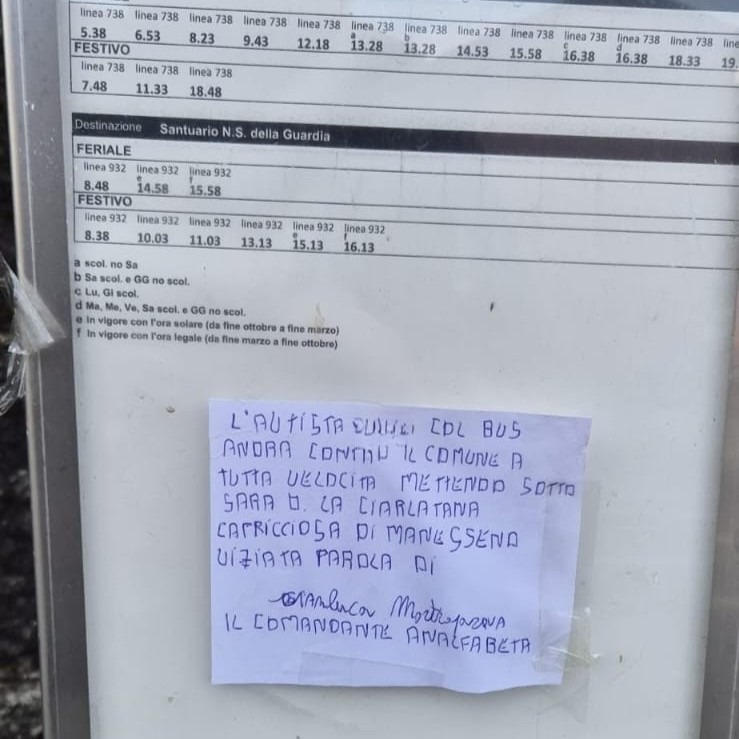 linea 738 linea 738 linea 738 linea 738 linea 738 linea 738 linea 738 linea 738 linea 738 linea 738 linea 738 linea 738 line
a b c d
5.38 6.53 8.23 9.43 12.18 13.28 13.28 14.53 15.58 16.38 16.38 18.33 19.
FESTIVO
linea 738 linea 738 linea 738
7.48 11.33 18.48
Destinazione Santuario N.S. della Guardia
FERIALE
linea 932 linea 932 linea 932
e f
8.48 14.58 15.58
FESTIVO
linea 932 linea 932 linea 932 linea 932 linea 932 linea 932
e f
8.38 10.03 11.03 13.13 15.13 16.13
a scol. no Sa
b Sa scol. e GG no scol.
c Lu, Gi scol.
d Ma, Me, Ve, Sa scol. e GG no scol.
e In vigore con l'ora solare (da fine ottobre a fine marzo)
f In vigore con l'ora legale (da fine marzo a fine ottobre)
L'AUTISTA COL BUS
ANDRA IL COMUNE A
TUTTA VELOCITA METTENDO SOTTO
SARA D. LA CIARLATANA
CAPRICCIOSA DI MANESSENO
VIZIATA PAROLA DI
IL COMANDANTE ANALFABETA